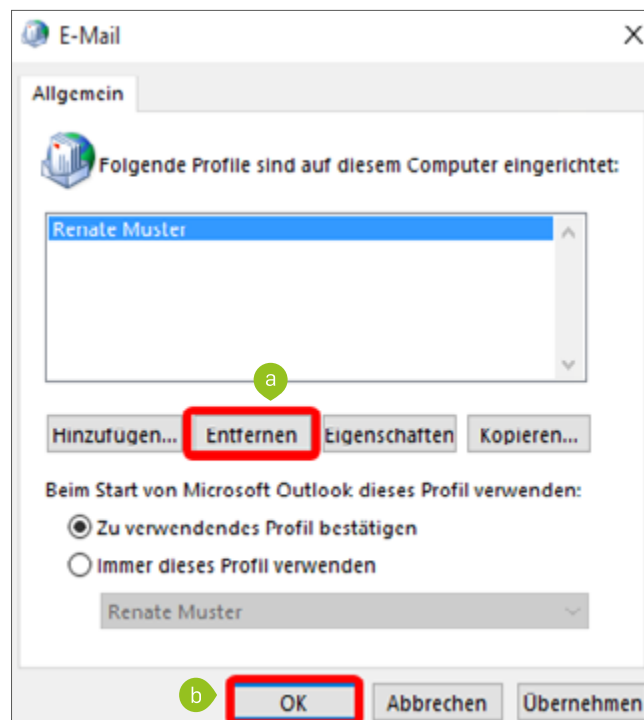 E-Mail
Allgemein
Folgende Profile sind auf diesem Computer eingerichtet:
Renate Muster
a
Hinzufügen... Entfernen Eigenschaften Kopieren...
Beim Start von Microsoft Outlook dieses Profil verwenden:
Zu verwendendes Profil bestätigen
Immer dieses Profil verwenden
Renate Muster
b OK Abbrechen Übernehmen